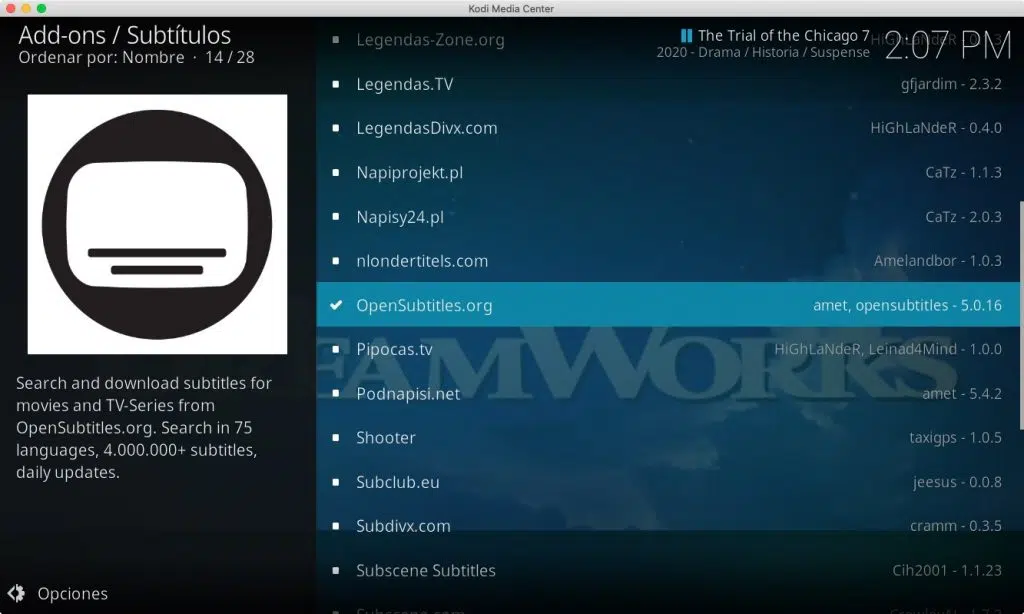 Kodi Media Center
Add-ons / Subtítulos
Ordenar por: Nombre · 14 / 28
The Trial of the Chicago 7
2020 - Drama / Historia / Suspense
2:07 PM
Legendas-Zone.org
Legendas.TV gfjardim - 2.3.2
LegendasDivx.com HiGhLaNdeR - 0.4.0
Napiprojekt.pl CaTz - 1.1.3
Napisy24.pl CaTz - 2.0.3
nlondertitels.com Amelandbor - 1.0.3
OpenSubtitles.org amet, opensubtitles - 5.0.16
Pipocas.tv HiGhLaNdeR, Leinad4Mind - 1.0.0
Podnapisi.net amet - 5.4.2
Shooter taxigps - 1.0.5
Subclub.eu jeesus - 0.0.8
Subdivx.com cramm - 0.3.5
Subscene Subtitles Cih2001 - 1.1.23
Search and download subtitles for
movies and TV-Series from
OpenSubtitles.org. Search in 75
languages, 4.000.000+ subtitles,
daily updates.
Opciones